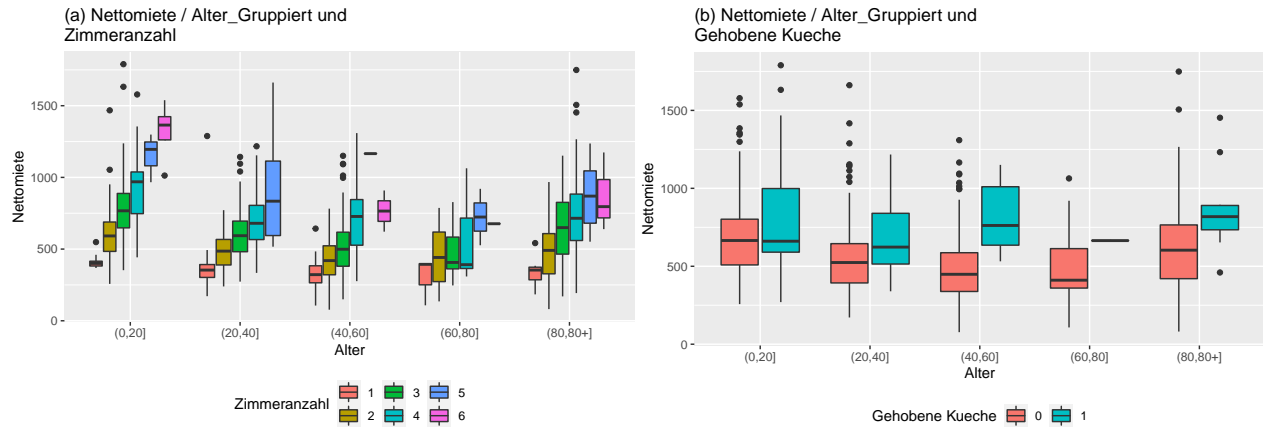 (a) Nettomiete / Alter_Gruppiert und
Zimmeranzahl
Nettomiete
1500
1000
500
0
(0,20] (20,40] (40,60] (60,80] (80,80+]
Alter
Zimmeranzahl 1 3 5
2 4 6
(b) Nettomiete / Alter_Gruppiert und
Gehobene Kueche
Nettomiete
1500
1000
500
0
(0,20] (20,40] (40,60] (60,80] (80,80+]
Alter
Gehobene Kueche 0 1